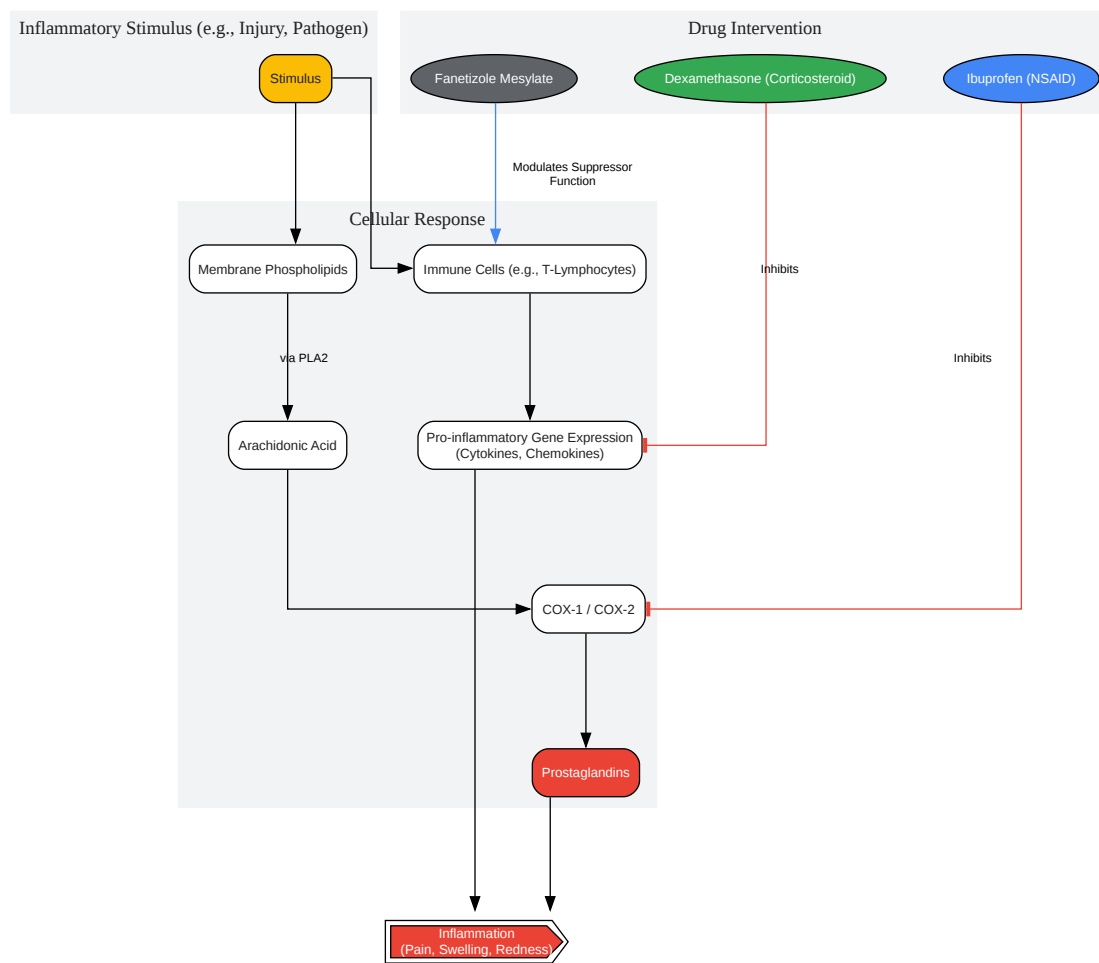 Inflammatory Stimulus (e.g., Injury, Pathogen)
Drug Intervention
Stimulus
Fanetizole Mesylate
Dexamethasone (Corticosteroid)
Ibuprofen (NSAID)
Modulates Suppressor
Function
Cellular Response
Membrane Phospholipids
Immune Cells (e.g., T-Lymphocytes)
Inhibits
via PLA2
Inhibits
Arachidonic Acid
Pro-inflammatory Gene Expression
(Cytokines, Chemokines)
COX-1 / COX-2
Prostaglandins
Inflammation
(Pain, Swelling, Redness)